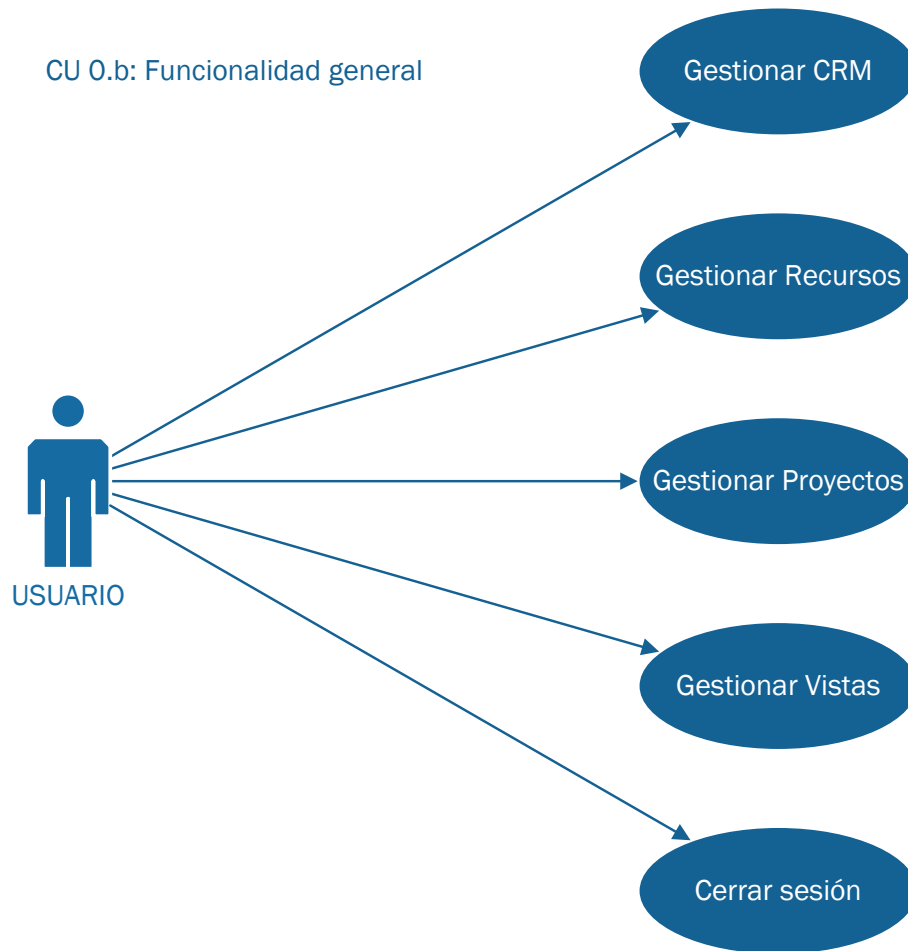 CU 0.b: Funcionalidad general
Gestionar CRM
Gestionar Recursos
Gestionar Proyectos
USUARIO
Gestionar Vistas
Cerrar sesión